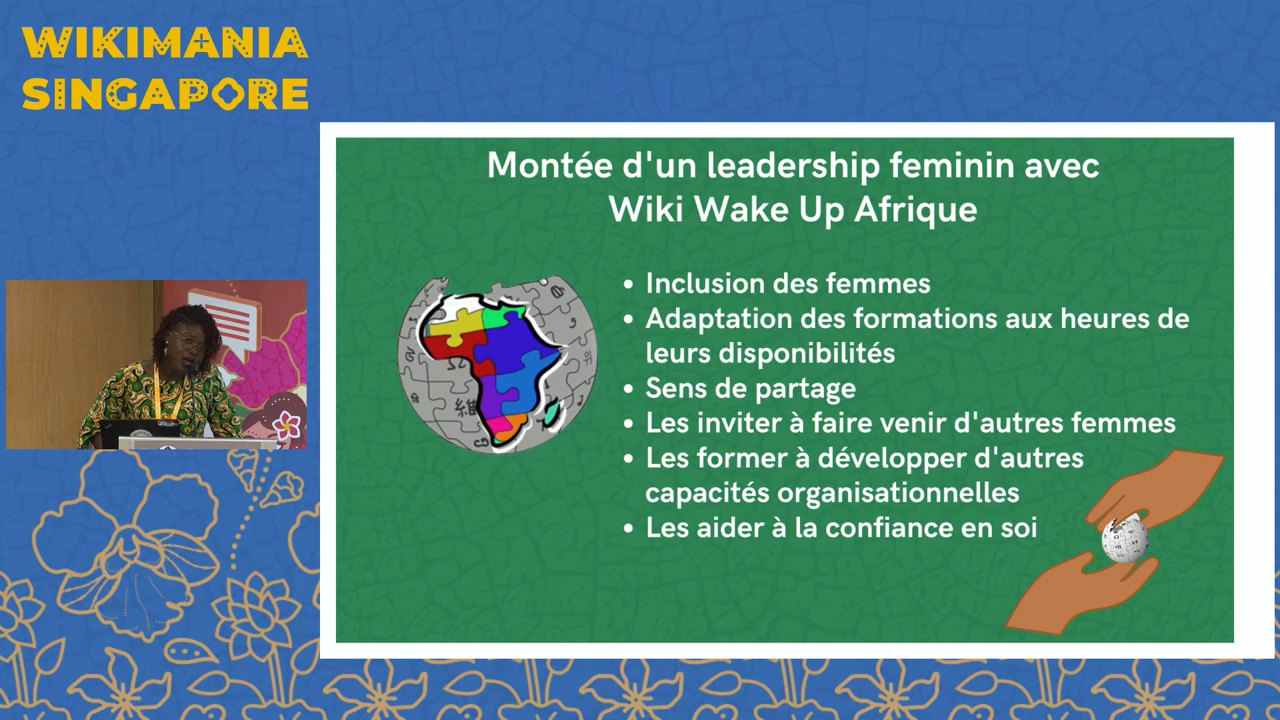 WIKIMANIA
SINGAPORE
Montée d'un leadership feminin avec
Wiki Wake Up Afrique
• Inclusion des femmes
• Adaptation des formations aux heures de
leurs disponibilités
• Sens de partage
• Les inviter à faire venir d'autres femmes
• Les former à développer d'autres
capacités organisationnelles
• Les aider à la confiance en soi